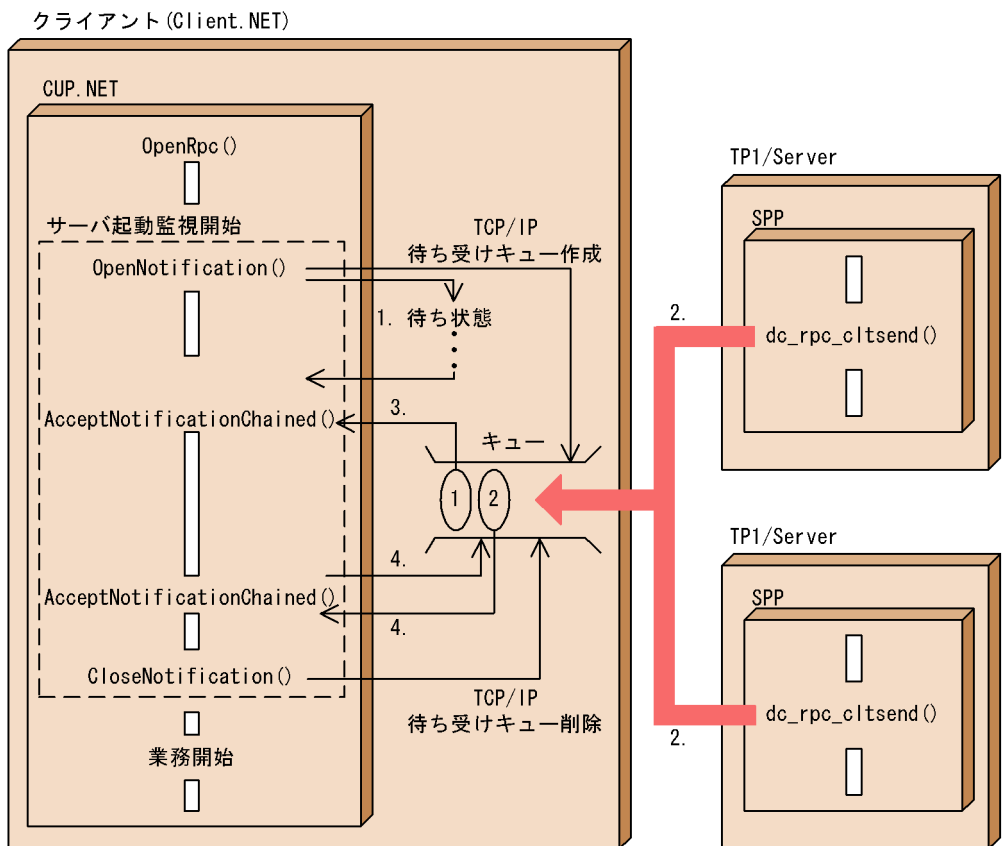 クライアント(Client.NET)
CUP.NET
OpenRpc()
サーバ起動監視開始
OpenNotification()
TCP/IP
待ち受けキュー作成
1. 待ち状態
AcceptNotificationChained()
3.
キュー
1
2
4.
AcceptNotificationChained()
4.
CloseNotification()
TCP/IP
待ち受けキュー削除
業務開始
TP1/Server
SPP
2.
dc_rpc_cltsend()
TP1/Server
SPP
dc_rpc_cltsend()
2.